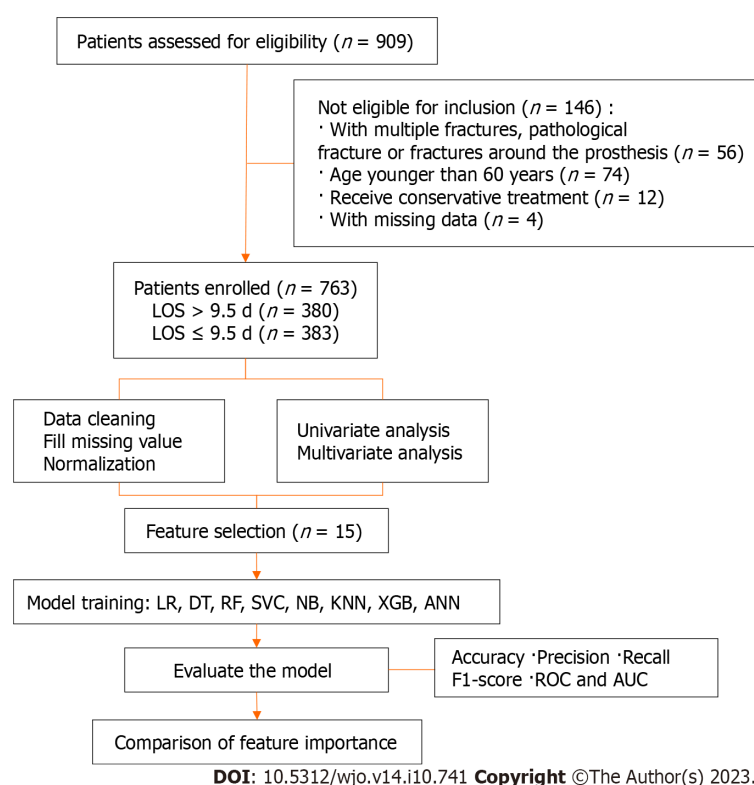 Patients assessed for eligibility (n = 909)
Not eligible for inclusion (n = 146) :
· With multiple fractures, pathological
fracture or fractures around the prosthesis (n = 56)
· Age younger than 60 years (n = 74)
· Receive conservative treatment (n = 12)
· With missing data (n = 4)
Patients enrolled (n = 763)
LOS > 9.5 d (n = 380)
LOS ≤ 9.5 d (n = 383)
Data cleaning
Fill missing value
Normalization
Univariate analysis
Multivariate analysis
Feature selection (n = 15)
Model training: LR, DT, RF, SVC, NB, KNN, XGB, ANN
Evaluate the model
Accuracy ·Precision ·Recall
F1-score ·ROC and AUC
Comparison of feature importance
DOI: 10.5312/wjo.v14.i10.741 Copyright ©The Author(s) 2023.